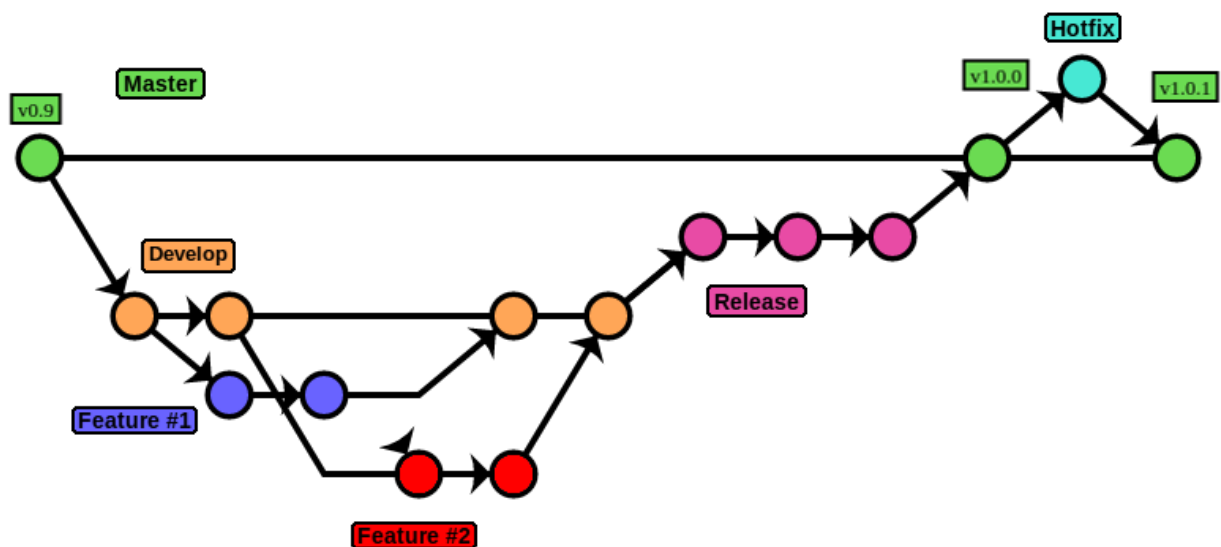 Hotfix
Master
v1.0.0
v1.0.1
v0.9
Develop
Release
Feature #1
Feature #2